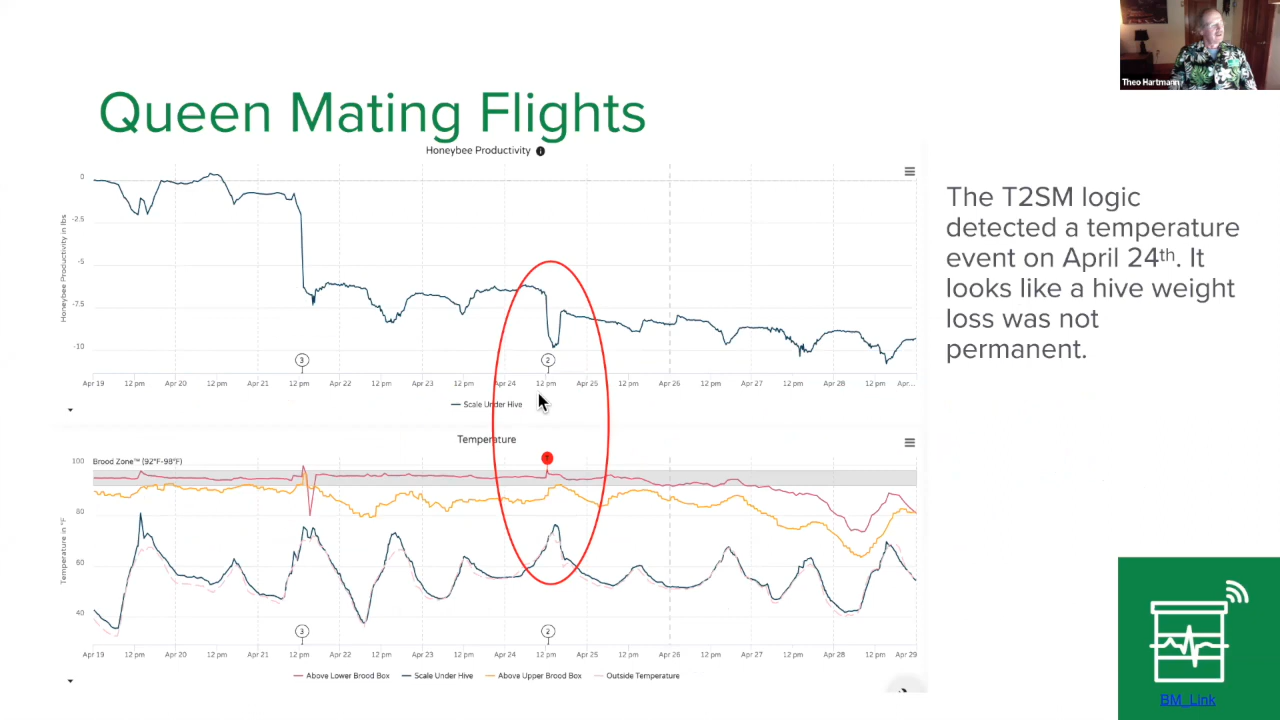 Theo Hartmann
Queen Mating Flights
Honeybee Productivity i
Honeybee Productivity in lbs
0
-2.5
-5
-7.5
-10
3
2
Apr 19 12 pm Apr 20 12 pm Apr 21 12 pm Apr 22 12 pm Apr 23 12 pm Apr 24 12 pm Apr 25 12 pm Apr 26 12 pm Apr 27 12 pm Apr 28 12 pm Apr...
Scale Under Hive
The T2SM logic
detected a temperature
event on April 24th. It
looks like a hive weight
loss was not
permanent.
Temperature
Temperature in °F
Brood Zone™ (92°F-98°F)
100
80
60
40
3
2
Apr 19 12 pm Apr 20 12 pm Apr 21 12 pm Apr 22 12 pm Apr 23 12 pm Apr 24 12 pm Apr 25 12 pm Apr 26 12 pm Apr 27 12 pm Apr 28 12 pm Apr 29
Above Lower Brood Box Scale Under Hive Above Upper Brood Box Outside Temperature
BM_Link